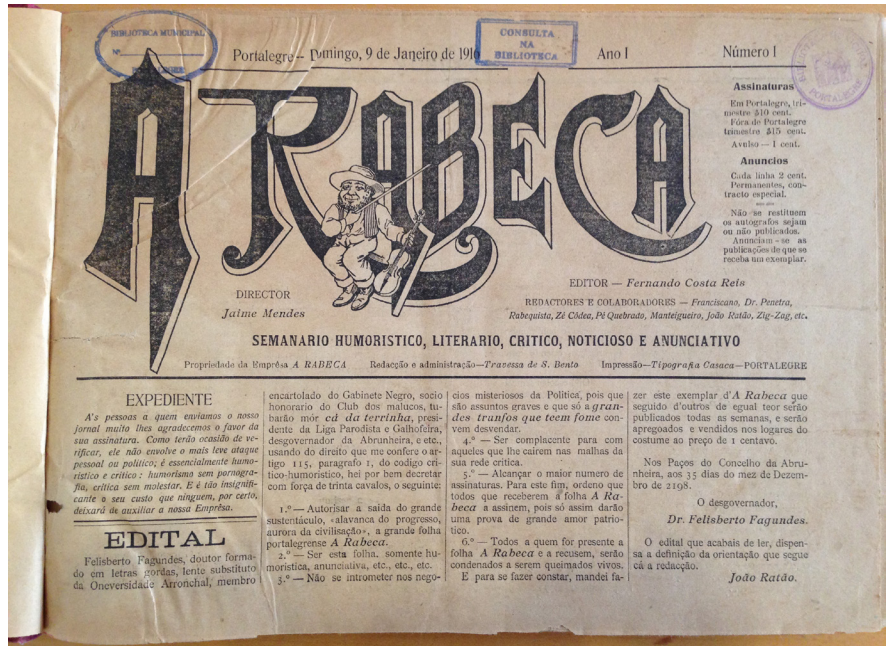 BIBLIOTECA MUNICIPAL
Nº
CONSULTA
NA
BIBLIOTECA
PORTALEGRE
Portalegre -- Domingo, 9 de Janeiro de 1916
Ano I
Número I
A RABECA
Assinaturas
Em Portalegre, tri-
mestre $10 cent.
Fóra de Portalegre
trimestre $15 cent.
Avulso — 1 cent.
Anuncios
Cada linha 2 cent.
Permanentes, con-
tracto especial.
Não se restituem
os autografos sejam
ou não publicados.
Anunciam-se as
publicações de que se
receba um exemplar.
DIRECTOR
Jaime Mendes
EDITOR — Fernando Costa Reis
REDACTORES E COLABORADORES — Franciscano, Dr. Penetra,
Rabequista, Zé Côdea, Pé Quebrado, Manteigueiro, João Ratão, Zig-Zag, etc.
SEMANARIO HUMORISTICO, LITERARIO, CRITICO, NOTICIOSO E ANUNCIATIVO
Propriedade da Emprêsa A RABECA Redacção e administração—Travessa de S. Bento Impressão—Tipografia Casaca—PORTALEGRE
EXPEDIENTE
A's pessoas a quem enviamos o nosso
jornal muito lhes agradecemos o favor da
sua assinatura. Como terão ocasião de ve-
rificar, ele não envolve o mais leve ataque
pessoal ou politico; é essencialmente humo-
ristico e critico: humorismo sem pornogra-
fia, critica sem molestar. E é tão insignifi-
cante o seu custo que ninguem, por certo,
deixará de auxiliar a nossa Emprêsa.
EDITAL
Felisberto Fagundes, doutor forma-
do em letras gordas, lente substituto
da Oneversidade Arronchal, membro
encartolado do Gabinete Negro, socio
honorario do Club dos malucos, tu-
barão mór cá da terrinha, presi-
dente da Liga Parodista e Galhofeira,
desgovernador da Abrunheira, e etc.,
usando do direito que me confere o ar-
tigo 115, paragrafo 1, do codigo cri-
tico-humoristico, hei por bem decretar
com força de trinta cavalos, o seguinte:
1.º — Autorisar a saida do grande
sustentáculo, «alavanca do progresso,
aurora da civilisação», a grande folha
portalegrense A Rabeca.
2.º — Ser esta folha, somente hu-
moristica, anunciativa, etc., etc., etc.
3.º — Não se intrometer nos nego-
cios misteriosos da Politica, pois que
são assuntos graves e que só a gran-
des trunfos que teem fome con-
vem desvendar.
4.º — Ser complacente para com
aqueles que lhe cairem nas malhas da
sua rede critica.
5.º — Alcançar o maior numero de
assinaturas. Para este fim, ordeno que
todos que receberem a folha A Ra-
beca a assinem, pois só assim darão
uma prova de grande amor patrio-
tico.
6.º — Todos a quem for presente a
folha A Rabeca e a recusem, serão
condenados a serem queimados vivos.
E para se fazer constar, mandei fa-
zer este exemplar d'A Rabeca que
seguido d'outros de egual teor serão
publicados todas as semanas, e serão
apregoados e vendidos nos logares do
costume ao preço de 1 centavo.
Nos Paços do Concelho da Abru-
nheira, aos 35 dias do mez de Dezem-
bro de 2198.
O desgovernador,
Dr. Felisberto Fagundes.
O edital que acabais de ler, dispen-
sa a definição da orientação que segue
cá a redacção.
João Ratão.